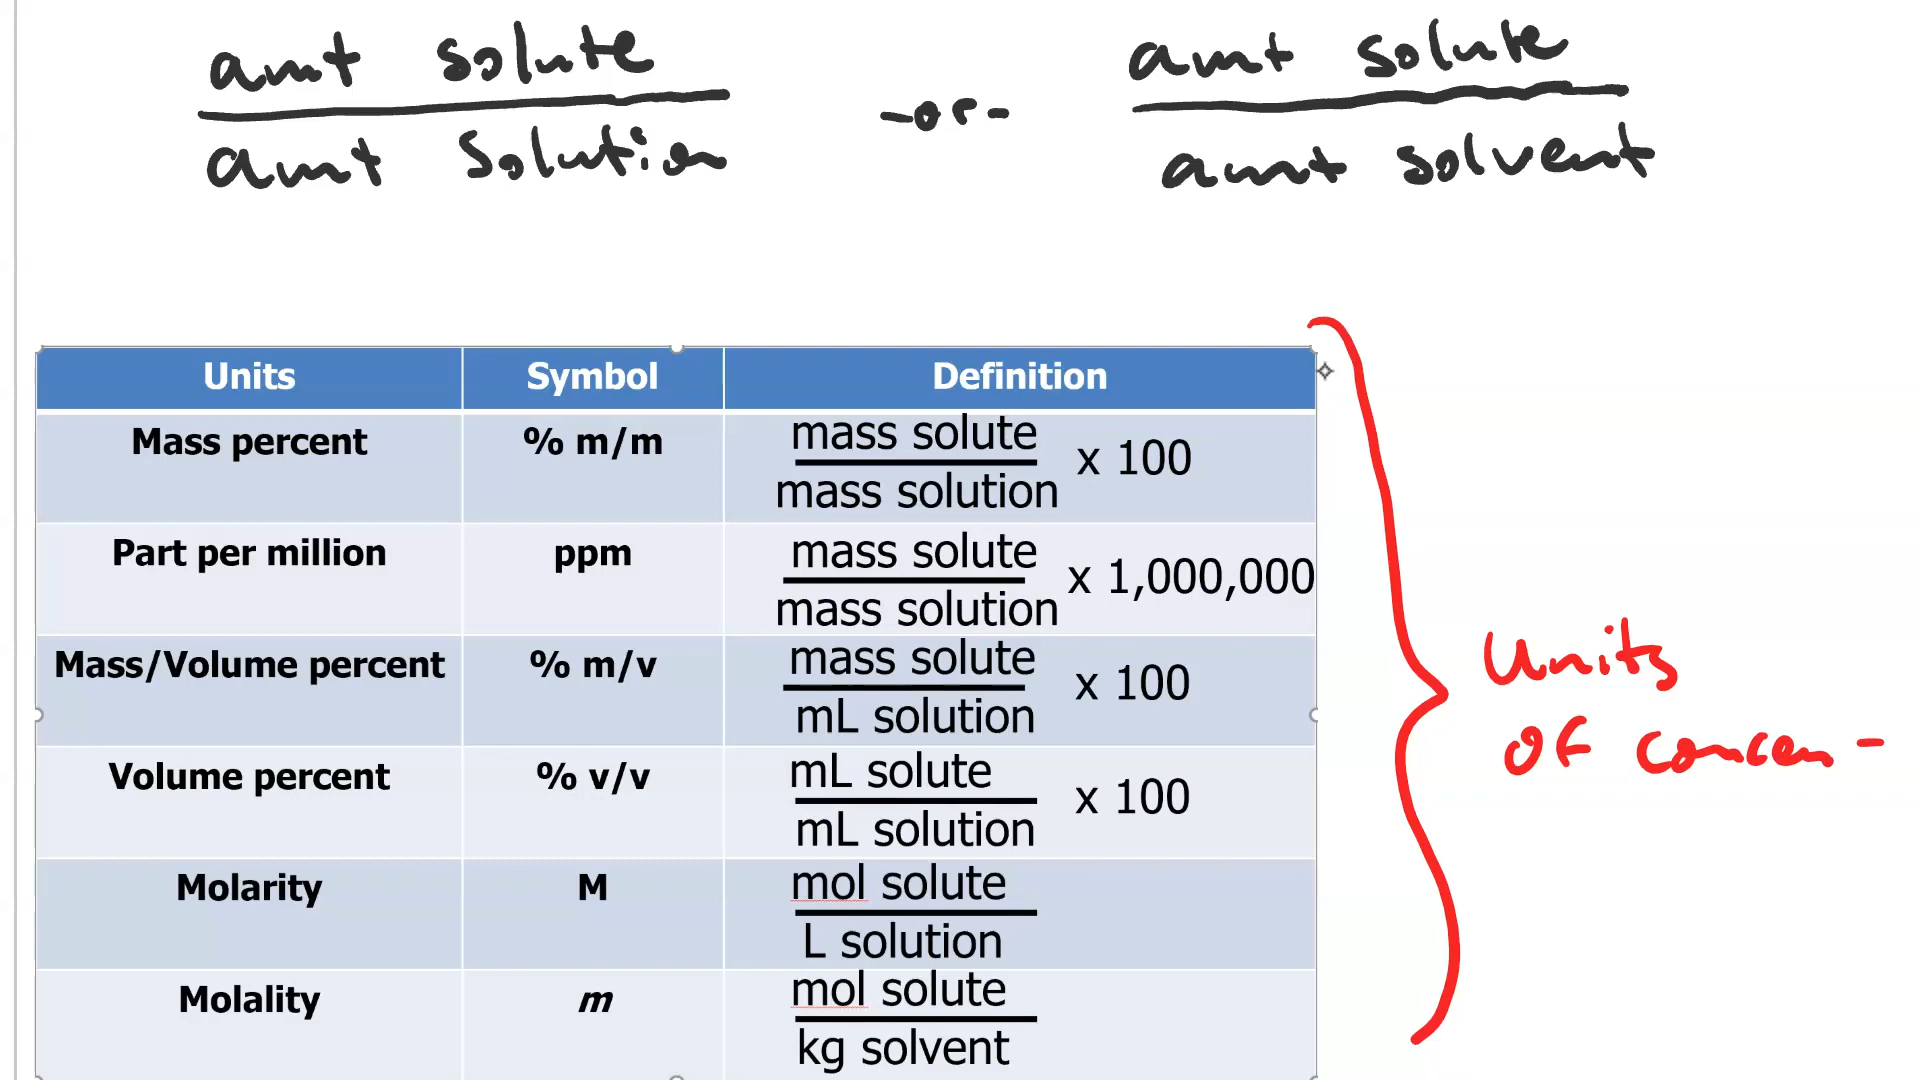 amt solute
amt solution
-or-
amt solute
amt solvent
Units Symbol Definition
Mass percent % m/m mass solute
mass solution x 100
Part per million ppm mass solute
mass solution x 1,000,000
Mass/Volume percent % m/v mass solute
mL solution x 100
Volume percent % v/v mL solute
mL solution x 100
Molarity M mol solute
L solution
Molality m mol solute
kg solvent
Units
of concen-